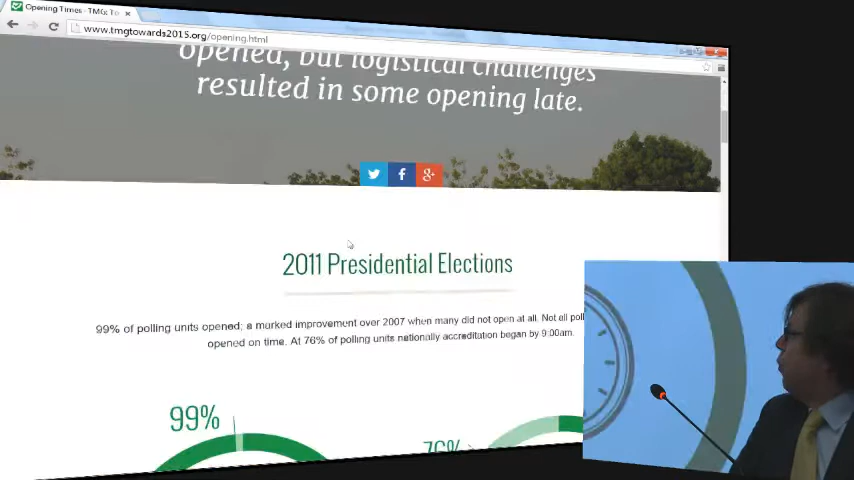 Opening Times - TMG: To
www.tmgtowards2015.org/opening.html
opened, but logistical challenges
resulted in some opening late.
2011 Presidential Elections
99% of polling units opened; a marked improvement over 2007 when many did not open at all. Not all
opened on time. At 76% of polling units nationally accreditation began by 9:00am.
99%
76%